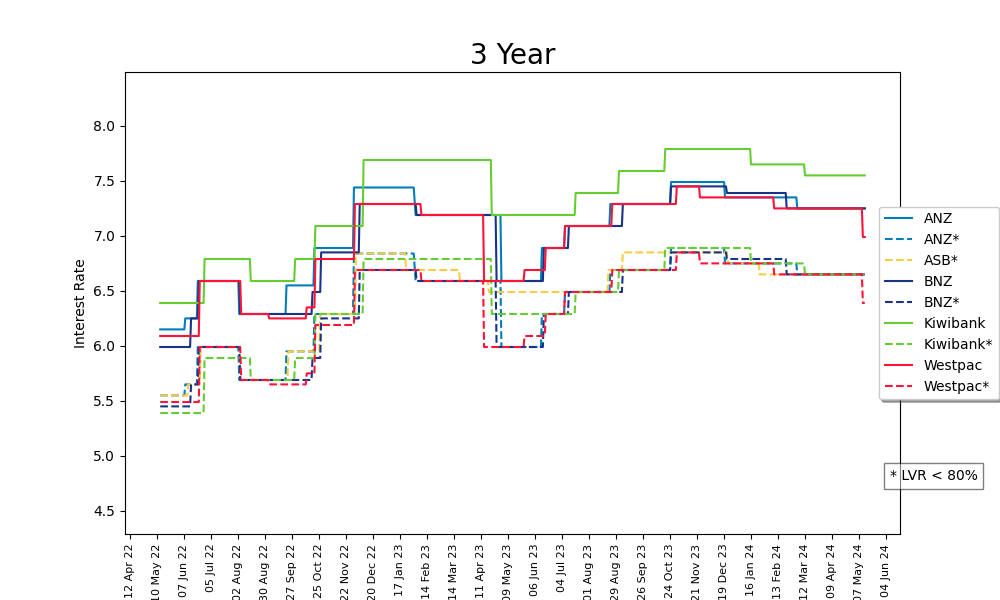 3 Year
Interest Rate
8.0
7.5
7.0
6.5
6.0
5.5
5.0
4.5
12 Apr 22
10 May 22
07 Jun 22
05 Jul 22
02 Aug 22
30 Aug 22
27 Sep 22
25 Oct 22
22 Nov 22
20 Dec 22
17 Jan 23
14 Feb 23
14 Mar 23
11 Apr 23
09 May 23
06 Jun 23
04 Jul 23
01 Aug 23
29 Aug 23
26 Sep 23
24 Oct 23
21 Nov 23
19 Dec 23
16 Jan 24
13 Feb 24
12 Mar 24
09 Apr 24
07 May 24
04 Jun 24
ANZ
ANZ*
ASB*
BNZ
BNZ*
Kiwibank
Kiwibank*
Westpac
Westpac*
* LVR < 80%